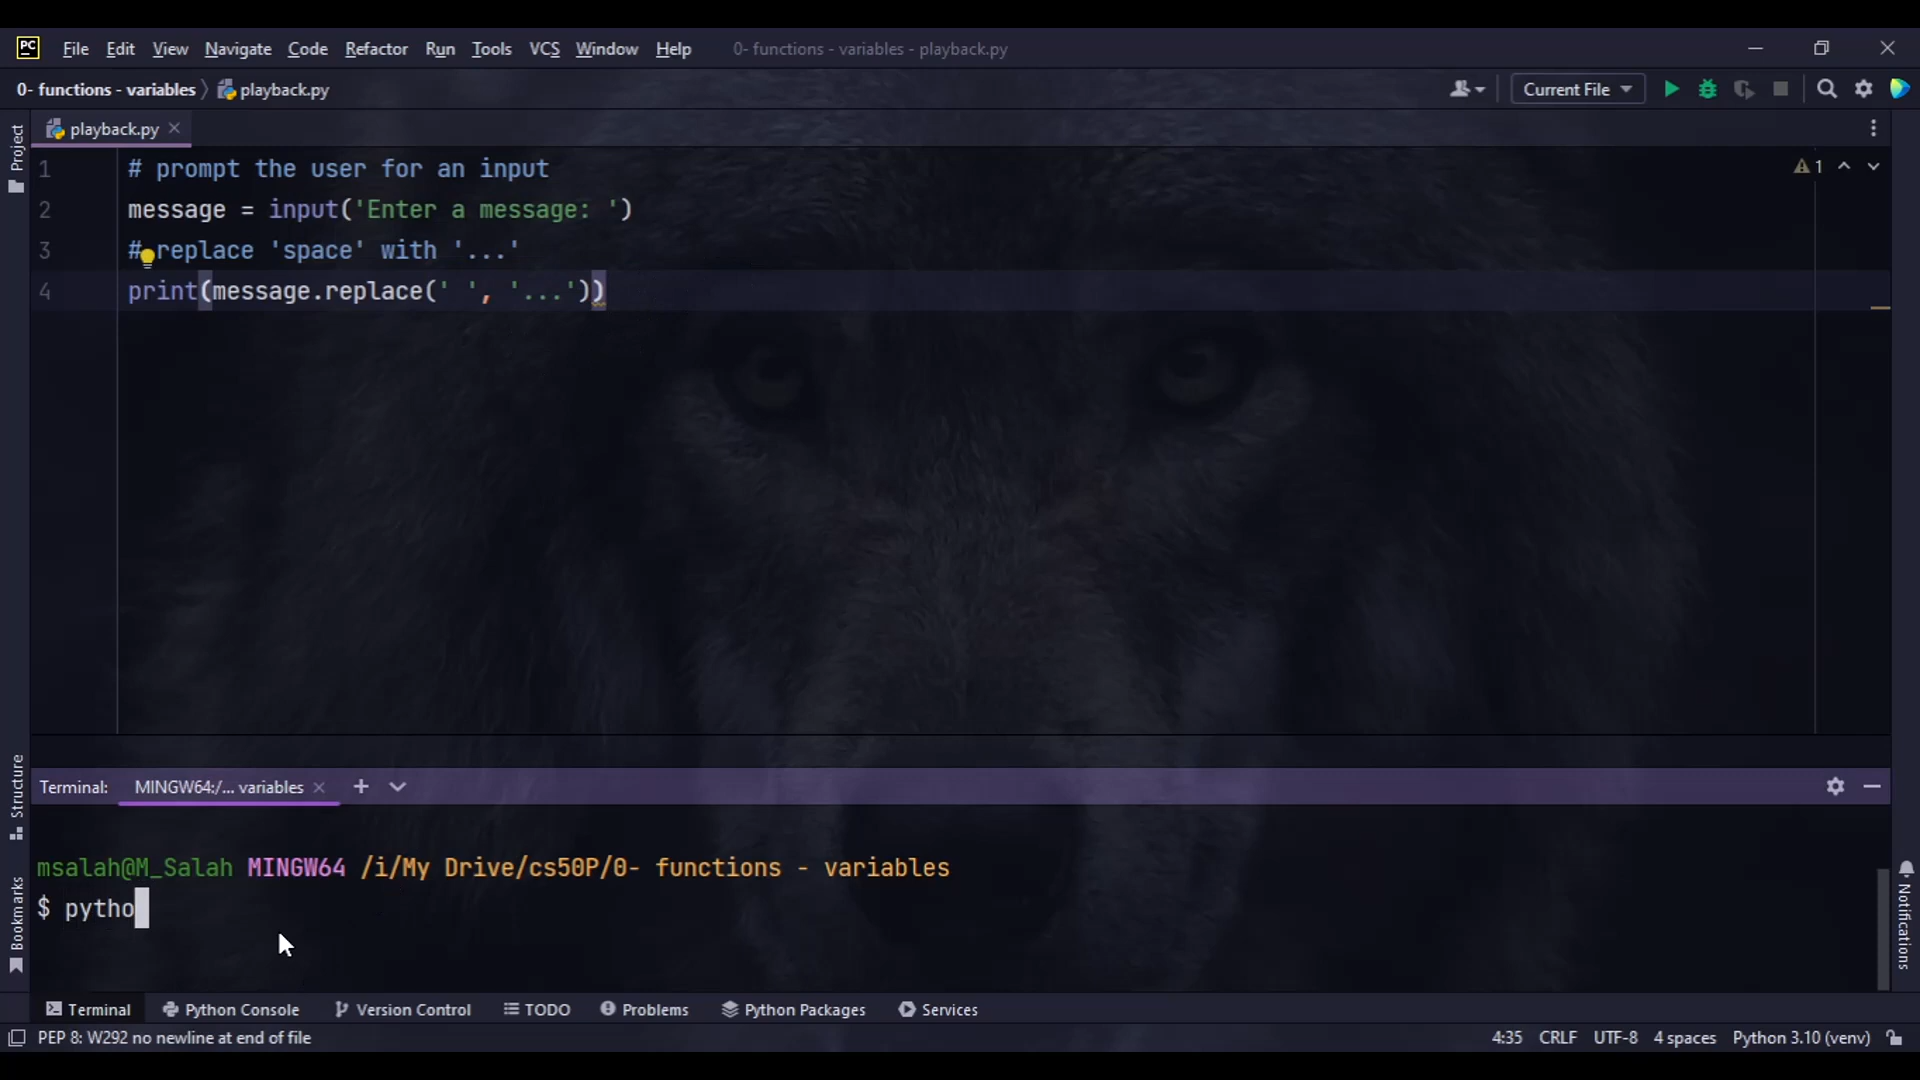 PC File Edit View Navigate Code Refactor Run Tools VCS Window Help 0- functions - variables - playback.py
0- functions - variables playback.py Current File
Project
playback.py
1 # prompt the user for an input
2 message = input('Enter a message: ')
3 # replace 'space' with '...'
4 print(message.replace(' ', '...'))
1
Structure
Bookmarks
Notifications
Terminal: MINGW64:/... variables
msalah@M_Salah MINGW64 /i/My Drive/cs50P/0- functions - variables
$ pytho
Terminal Python Console Version Control TODO Problems Python Packages Services
PEP 8: W292 no newline at end of file 4:35 CRLF UTF-8 4 spaces Python 3.10 (venv)